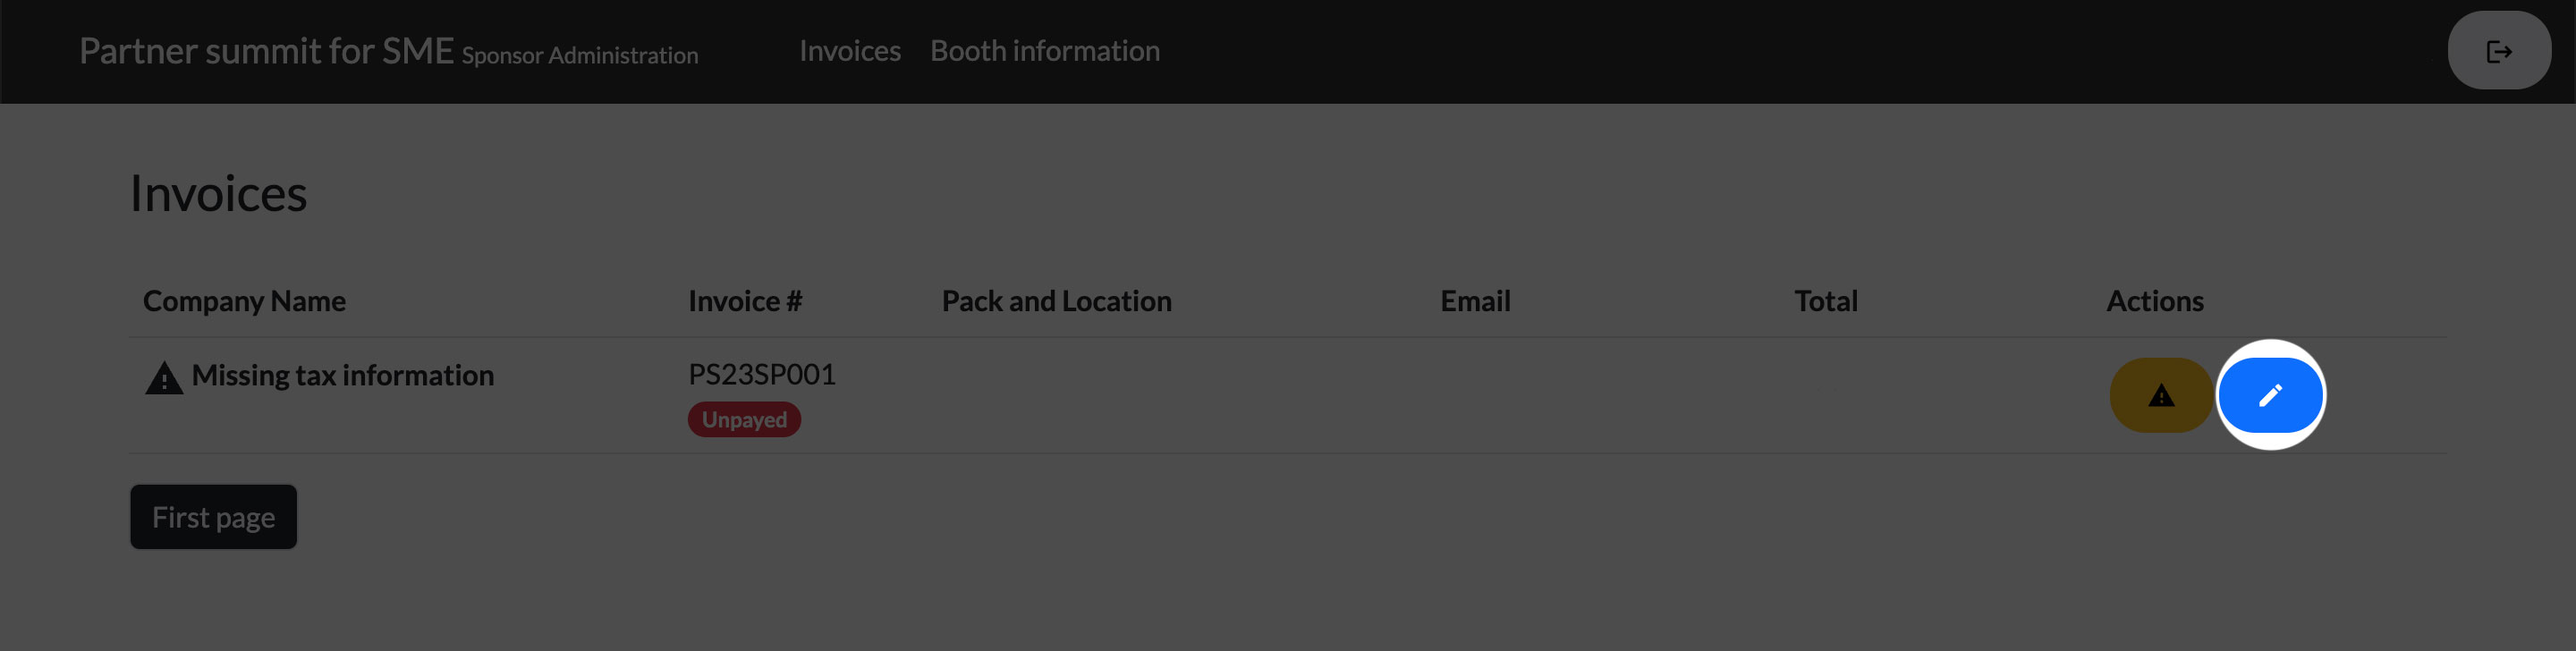 Partner summit for SME Sponsor Administration Invoices Booth information
Invoices
Company Name Invoice # Pack and Location Email Total Actions
Missing tax information PS23SP001
Unpayed
First page